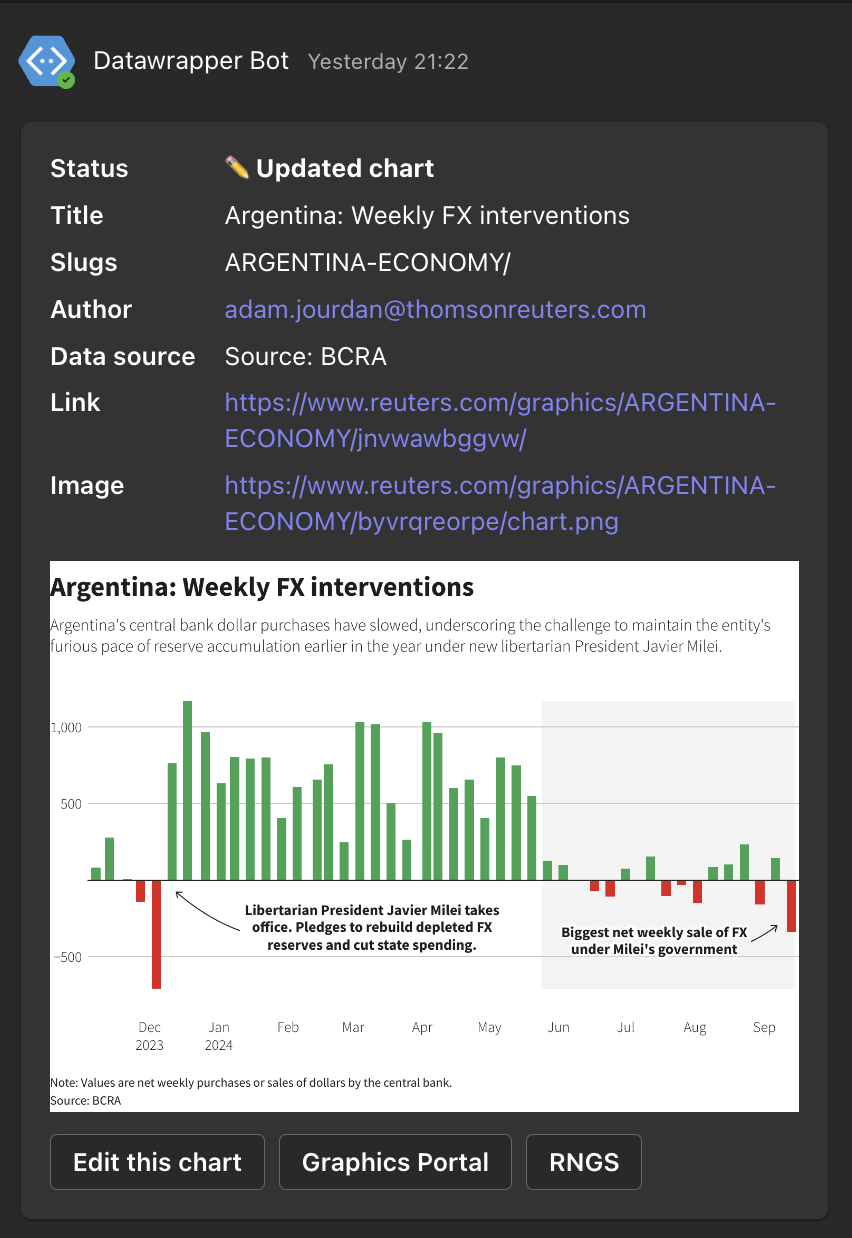 Datawrapper Bot Yesterday 21:22
Status ✏️ Updated chart
Title Argentina: Weekly FX interventions
Slugs ARGENTINA-ECONOMY/
Author adam.jourdan@thomsonreuters.com
Data source Source: BCRA
Link https://www.reuters.com/graphics/ARGENTINA-
ECONOMY/jnvwawbggvw/
Image https://www.reuters.com/graphics/ARGENTINA-
ECONOMY/byvrqreorpe/chart.png
Argentina: Weekly FX interventions
Argentina's central bank dollar purchases have slowed, underscoring the challenge to maintain the entity's
furious pace of reserve accumulation earlier in the year under new libertarian President Javier Milei.
1,000
500
Libertarian President Javier Milei takes
office. Pledges to rebuild depleted FX
reserves and cut state spending.
Biggest net weekly sale of FX
under Milei's government
−500
Dec Jan Feb Mar Apr May Jun Jul Aug Sep
2023 2024
Note: Values are net weekly purchases or sales of dollars by the central bank.
Source: BCRA
Edit this chart Graphics Portal RNGS